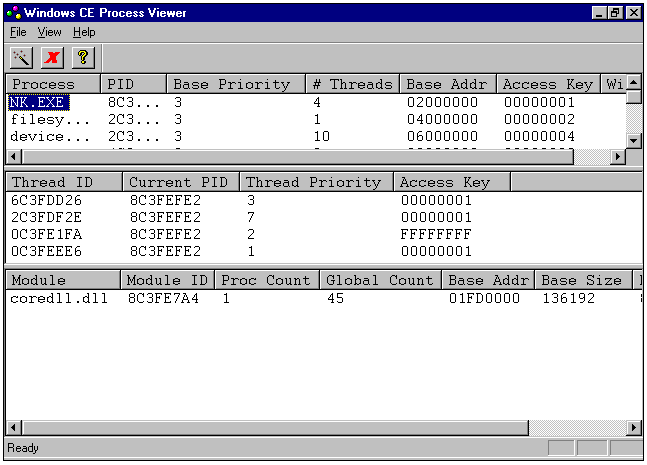 Windows CE Process Viewer
File View Help
Process PID Base Priority # Threads Base Addr Access Key Wi
NK.EXE 8C3... 3 4 02000000 00000001
filesy... 2C3... 3 1 04000000 00000002
device... 2C3... 3 10 06000000 00000004
Thread ID Current PID Thread Priority Access Key
6C3FDD26 8C3FEFE2 3 00000001
2C3FDF2E 8C3FEFE2 7 00000001
0C3FE1FA 8C3FEFE2 2 FFFFFFFF
0C3FEEE6 8C3FEFE2 1 00000001
Module Module ID Proc Count Global Count Base Addr Base Size
coredll.dll 8C3FE7A4 1 45 01FD0000 136192
Ready